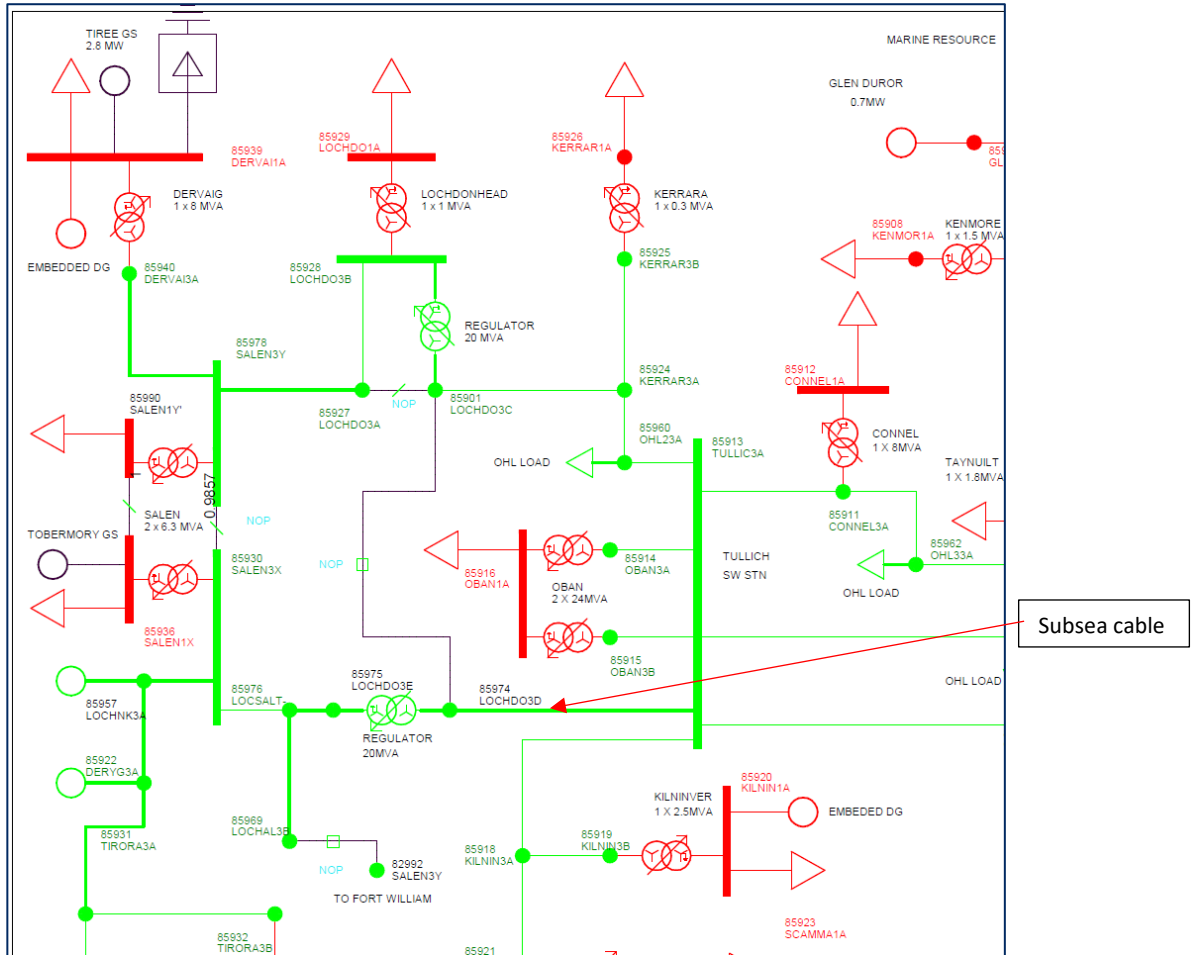 TIREE GS
2.8 MW
MARINE RESOURCE
GLEN DUROR
0.7MW
85939
DERVAI1A
85929
LOCHDO1A
85926
KERRAR1A
GL
DERVAIG
1 x 8 MVA
LOCHDONHEAD
1 x 1 MVA
KERRARA
1 x 0.3 MVA
85908
KENMOR1A
KENMORE
1 x 1.5 MVA
EMBEDDED DG
85940
DERVAI3A
85928
LOCHDO3B
85925
KERRAR3B
REGULATOR
20 MVA
85978
SALEN3Y
85924
KERRAR3A
85912
CONNEL1A
85990
SALEN1Y'
NOP
85927
LOCHDO3A
85901
LOCHDO3C
85960
OHL23A
85913
TULLIC3A
CONNEL
1 X 8MVA
OHL LOAD
TAYNUILT
1 X 1.8MVA
0.9857
SALEN
2 x 6.3 MVA
NOP
85911
CONNEL3A
TOBERMORY GS
85930
SALEN3X
NOP
85916
OBAN1A
85914
OBAN3A
OBAN
2 X 24MVA
TULLICH
SW STN
85962
OHL33A
OHL LOAD
85936
SALEN1X
85915
OBAN3B
Subsea cable
85957
LOCHNK3A
85976
LOCSALT-
85975
LOCHDO3E
85974
LOCHDO3D
OHL LOAD
REGULATOR
20MVA
85922
DERYG3A
85920
KILNIN1A
KILNINVER
1 X 2.5MVA
EMBEDED DG
85931
TIRORA3A
85969
LOCHAL3B
85918
KILNIN3A
85919
KILNIN3B
NOP
82992
SALEN3Y
TO FORT WILLIAM
85932
TIRORA3B
85921
85923
SCAMMA1A